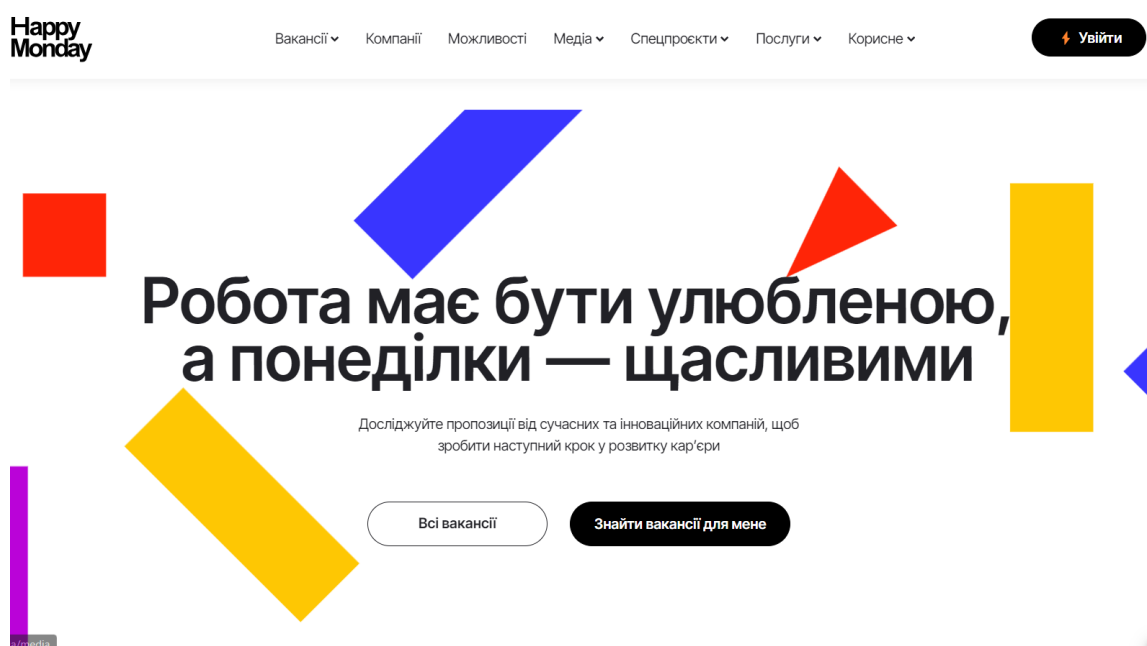 Happy
Monday
Вакансії Компанії Можливості Медіа Спецпроєкти Послуги Корисне Увійти
Робота має бути улюбленою,
а понеділки — щасливими
Досліджуйте пропозиції від сучасних та інноваційних компаній, щоб
зробити наступний крок у розвитку кар’єри
Всі вакансії Знайти вакансії для мене
a/media